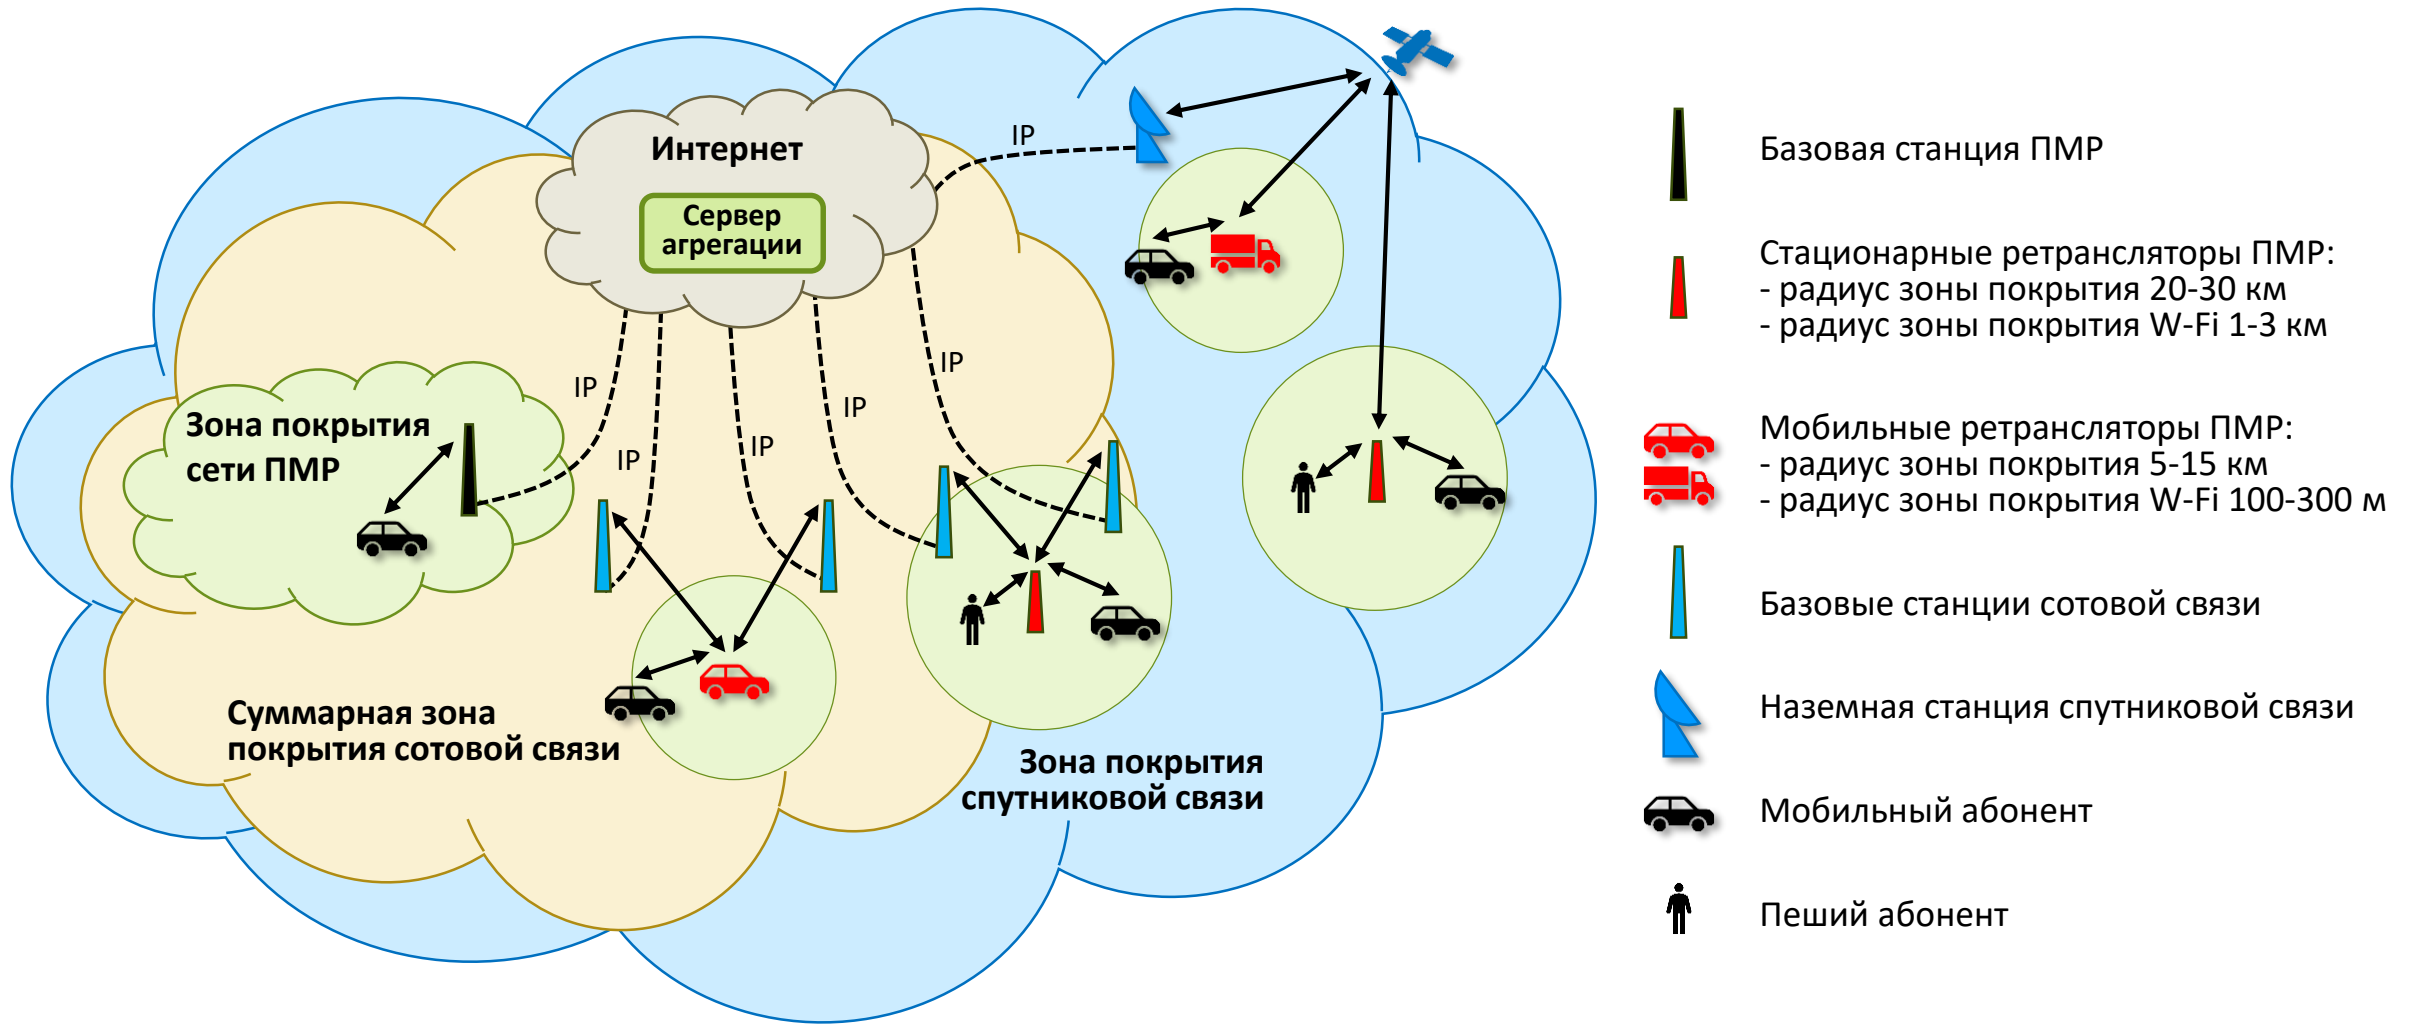 Интернет
Сервер
агрегации
IP
IP
IP
IP
IP
IP
Зона покрытия
сети ПМР
Суммарная зона
покрытия сотовой связи
Зона покрытия
спутниковой связи
Базовая станция ПМР
Стационарные ретрансляторы ПМР:
- радиус зоны покрытия 20-30 км
- радиус зоны покрытия W-Fi 1-3 км
Мобильные ретрансляторы ПМР:
- радиус зоны покрытия 5-15 км
- радиус зоны покрытия W-Fi 100-300 м
Базовые станции сотовой связи
Наземная станция спутниковой связи
Мобильный абонент
Пеший абонент